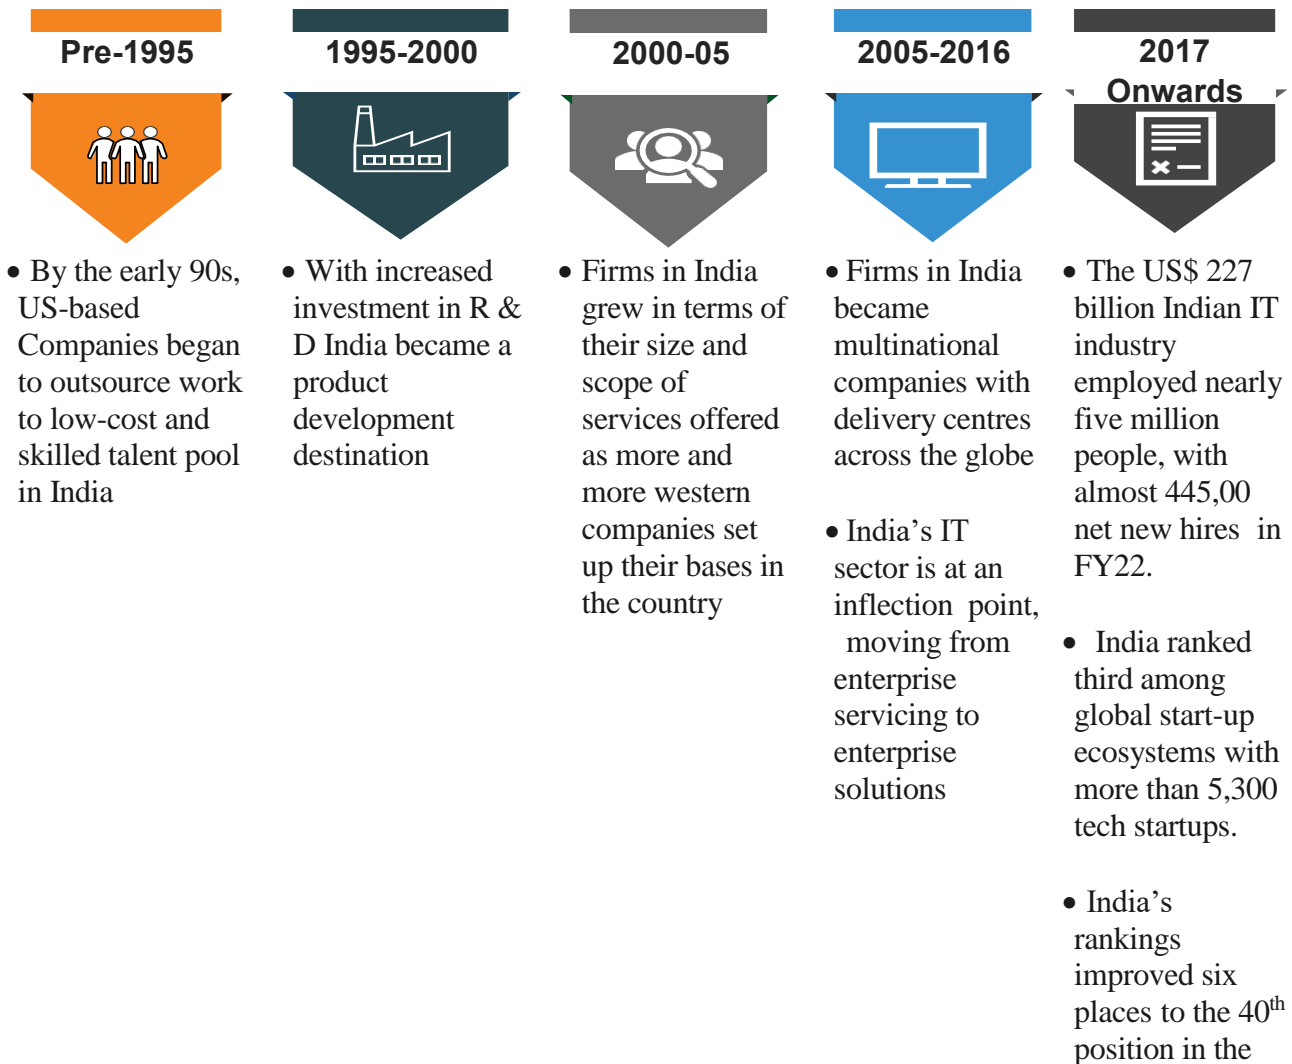 Pre-1995
By the early 90s,
US-based
Companies began
to outsource work
to low-cost and
skilled talent pool
in India
1995-2000
With increased
investment in R &
D India became a
product
development
destination
2000-05
Firms in India
grew in terms of
their size and
scope of
services offered
as more and
more western
companies set
up their bases in
the country
2005-2016
Firms in India
became
multinational
companies with
delivery centres
across the globe
India’s IT
sector is at an
inflection point,
moving from
enterprise
servicing to
enterprise
solutions
2017
Onwards
The US$ 227
billion Indian IT
industry
employed nearly
five million
people, with
almost 445,00
net new hires in
FY22.
India ranked
third among
global start-up
ecosystems with
more than 5,300
tech startups.
India’s
rankings
improved six
places to the 40th
position in the